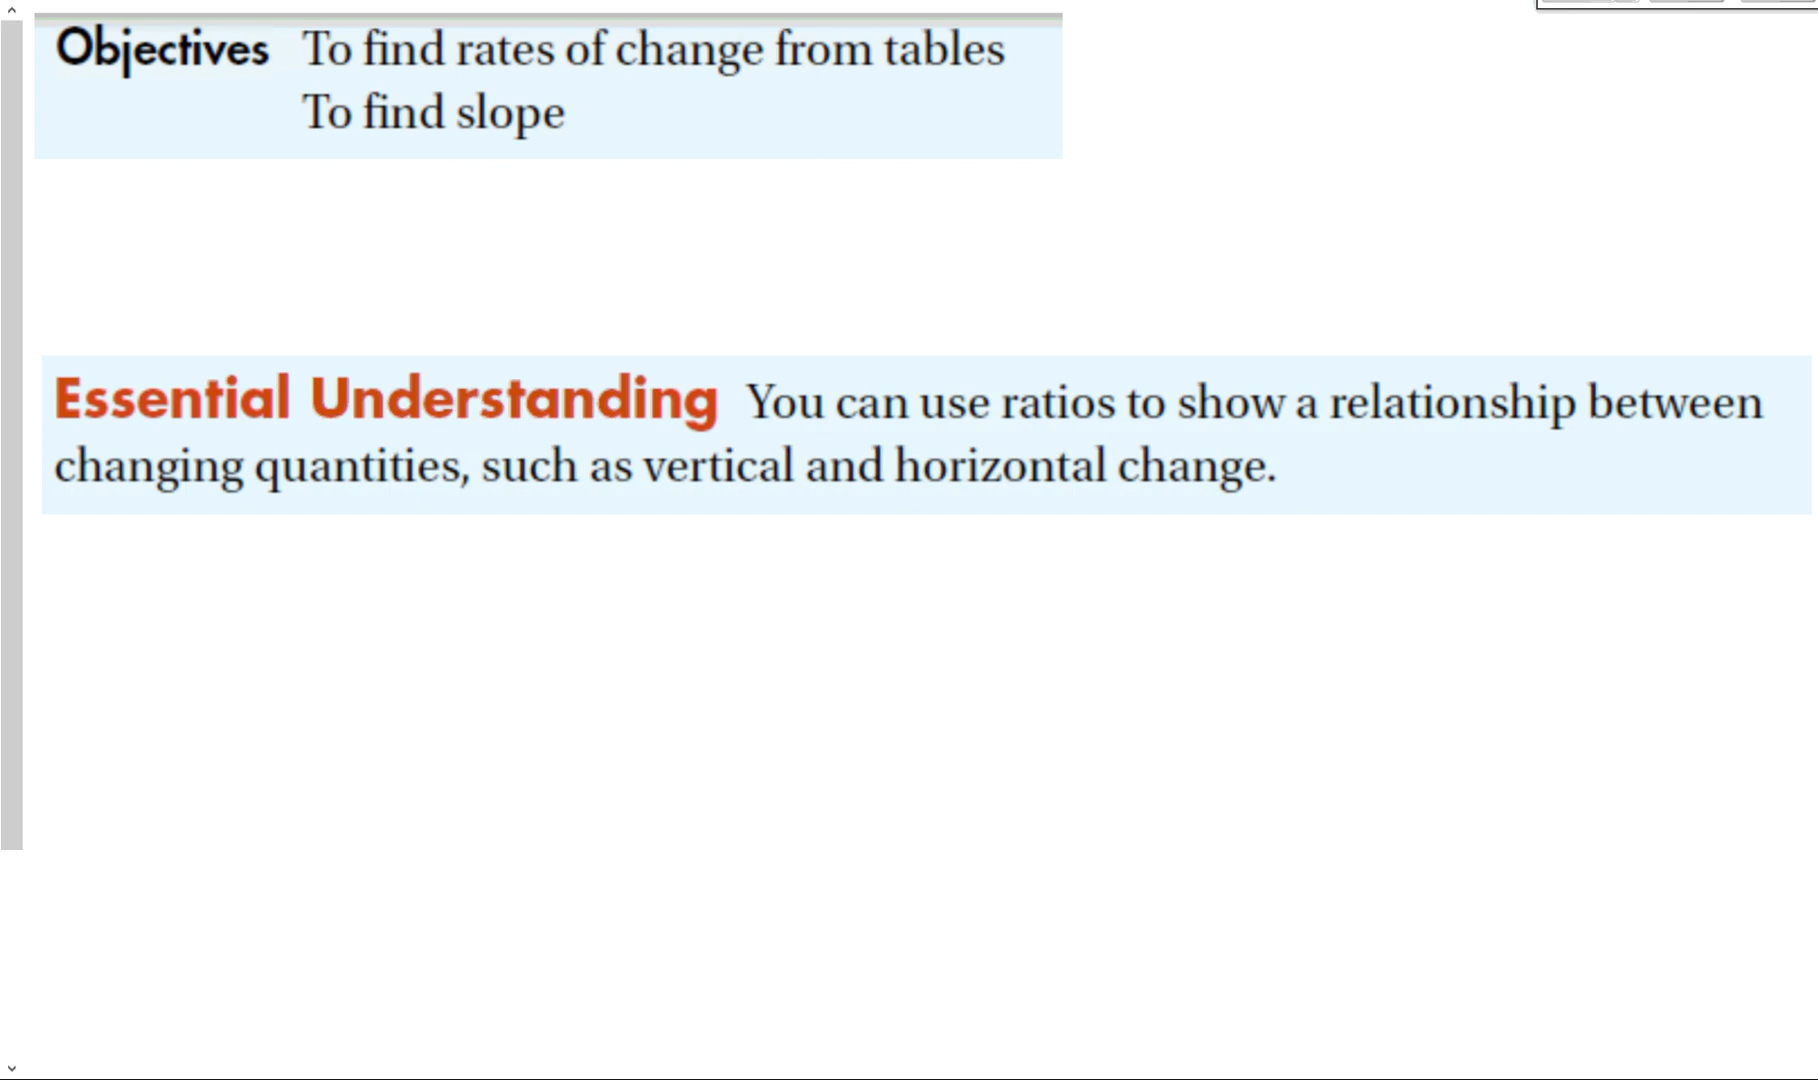 Objectives To find rates of change from tables
To find slope
Essential Understanding You can use ratios to show a relationship between
changing quantities, such as vertical and horizontal change.